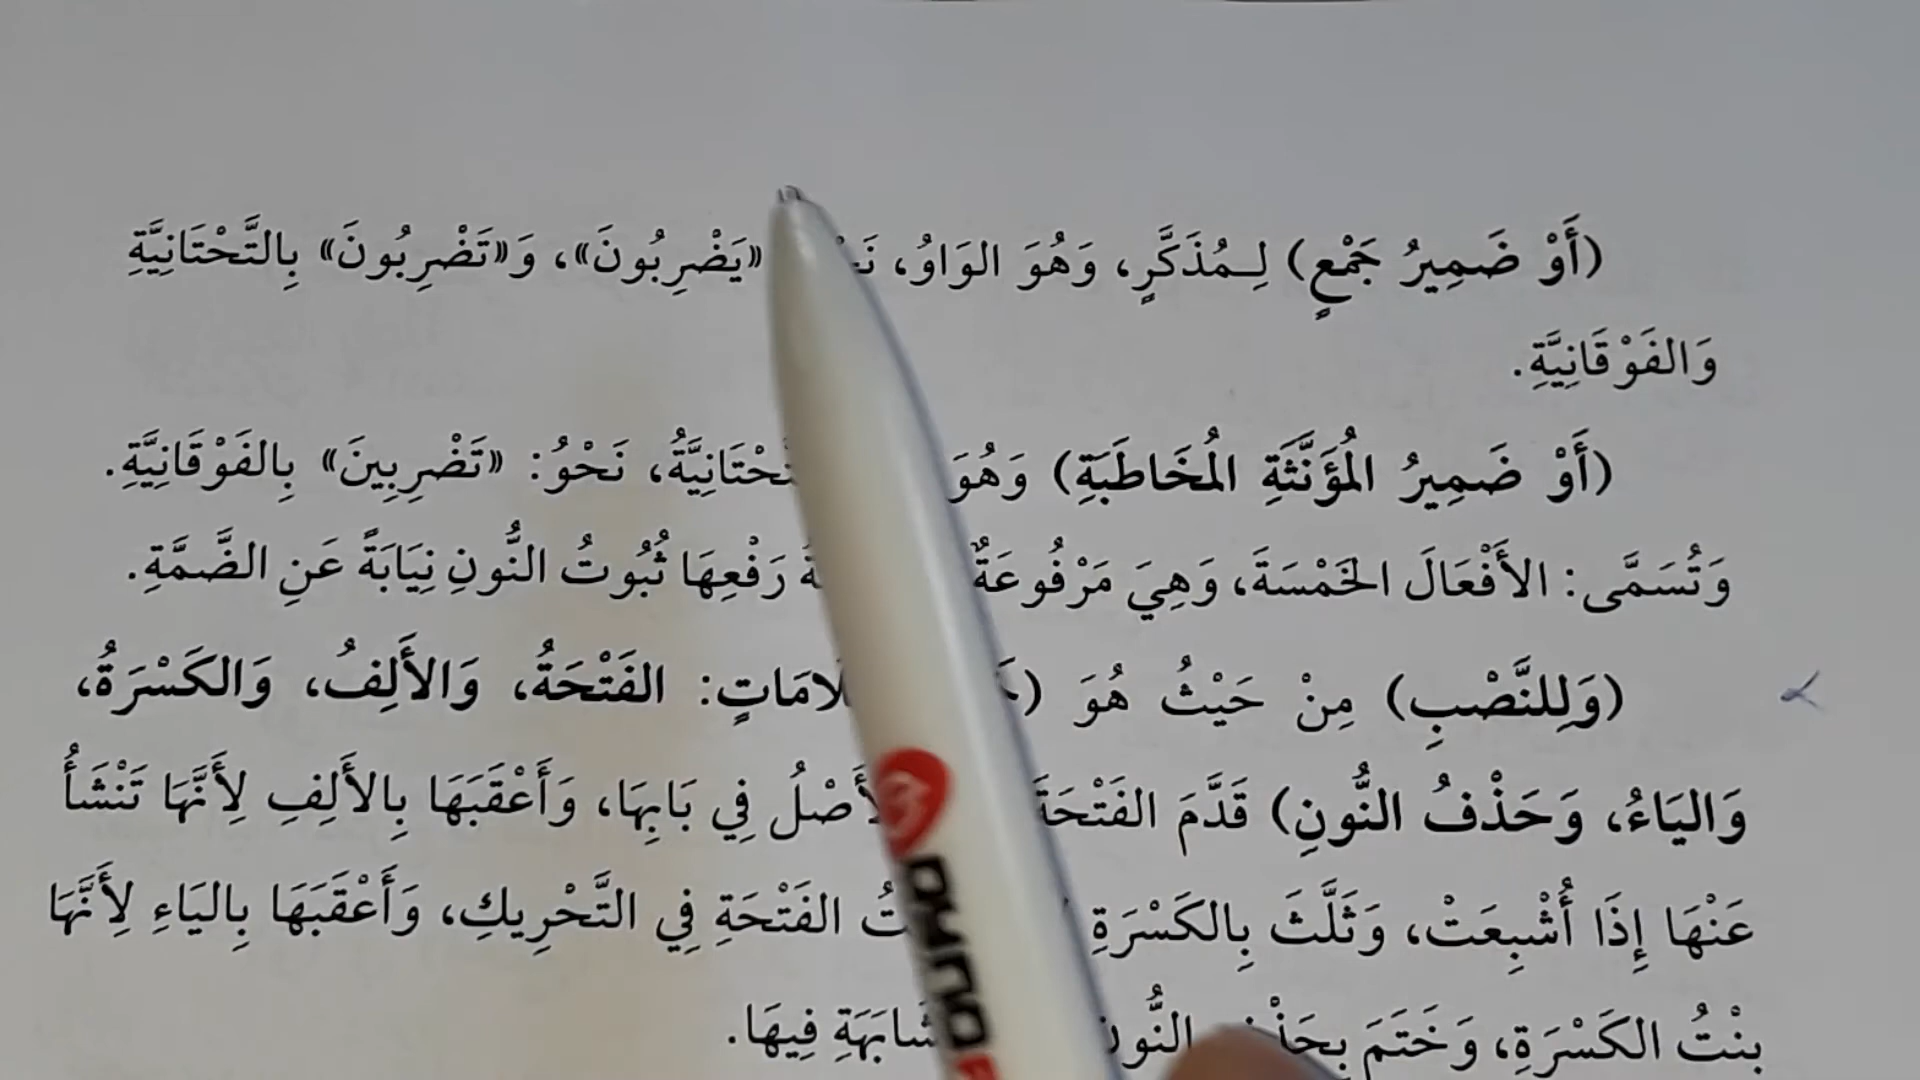 (أَوْ ضَمِيرُ جَمْعٍ) لِـمُذَكَّرٍ، وَهُوَ الوَاوُ، «يَضْرِبُونَ»، وَ«تَضْرِبُونَ» بِالتَّحْتَانِيَّةِ
وَالفَوْقَانِيَّةِ.
(أَوْ ضَمِيرُ المُؤَنَّثَةِ المُخَاطَبَةِ) وَهُوَ نَحْوُ: «تَضْرِبِينَ» بِالفَوْقَانِيَّةِ.
وَتُسَمَّى: الأَفْعَالَ الخَمْسَةَ، وَهِيَ مَرْفُوعَةٌ رَفْعِهَا ثُبُوتُ النُّونِ نِيَابَةً عَنِ الضَّمَّةِ.
(وَلِلنَّصْبِ) مِنْ حَيْثُ هُوَ ( الفَتْحَةُ، وَالأَلِفُ، وَالكَسْرَةُ،
وَاليَاءُ، وَحَذْفُ النُّونِ) قَدَّمَ الفَتْحَةَ فِي بَابِهَا، وَأَعْقَبَهَا بِالأَلِفِ لِأَنَّهَا تَنْشَأُ
عَنْهَا إِذَا أُشْبِعَتْ، وَثَلَّثَ بِالكَسْرَةِ الفَتْحَةِ فِي التَّحْرِيكِ، وَأَعْقَبَهَا بِاليَاءِ لِأَنَّهَا
بِنْتُ الكَسْرَةِ، وَخَتَمَ بِحَذْفِ النُّونِ فِيهَا.